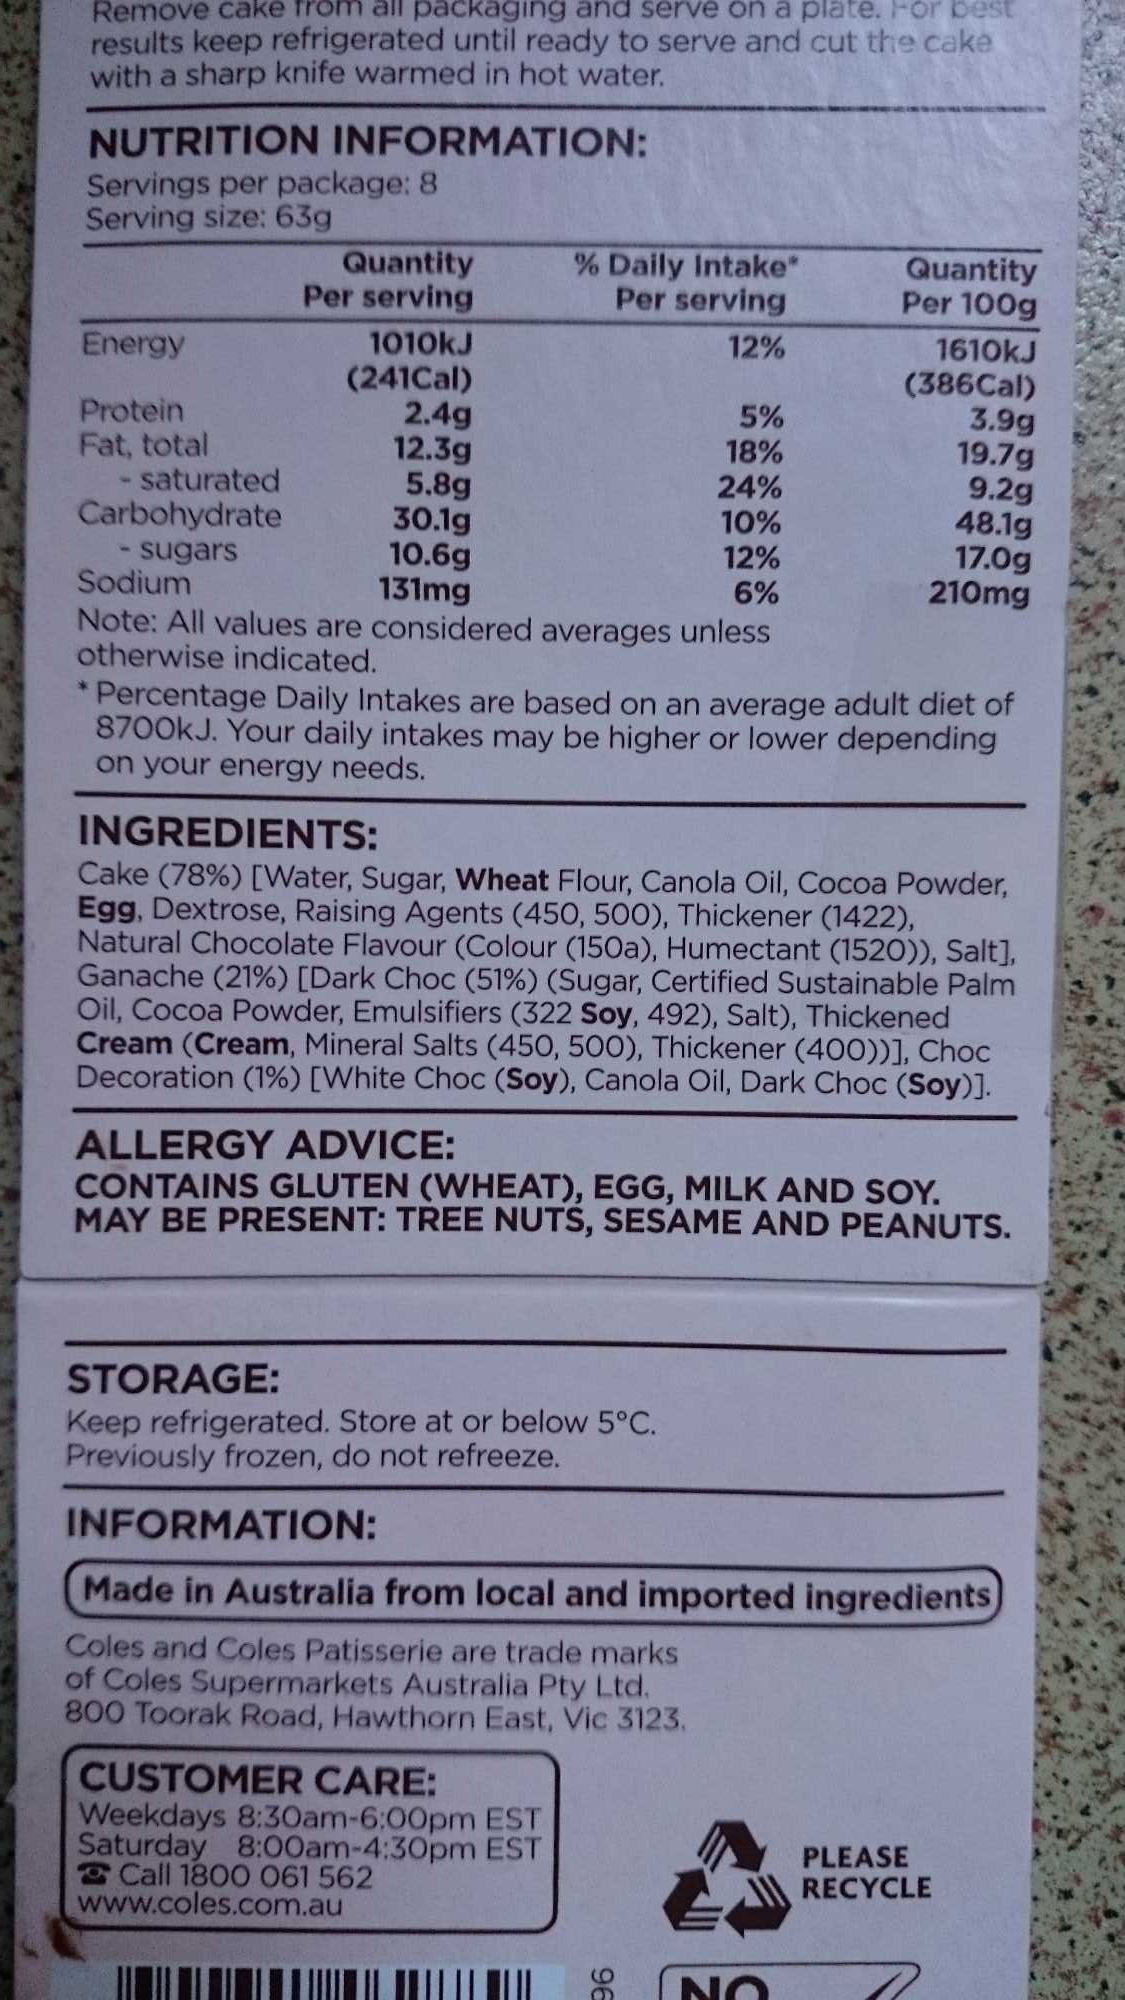 Remove cake from all packaging and serve on a plate. For best
results keep refrigerated until ready to serve and cut the cake
with a sharp knife warmed in hot water.
NUTRITION INFORMATION:
Servings per package: 8
Serving size: 63g
Quantity % Daily Intake* Quantity
Per serving Per serving Per 100g
Energy 1010kJ 12% 1610kJ
(241Cal) (386Cal)
Protein 2.4g 5% 3.9g
Fat, total 12.3g 18% 19.7g
- saturated 5.8g 24% 9.2g
Carbohydrate 30.1g 10% 48.1g
- sugars 10.6g 12% 17.0g
Sodium 131mg 6% 210mg
Note: All values are considered averages unless
otherwise indicated.
* Percentage Daily Intakes are based on an average adult diet of
8700kJ. Your daily intakes may be higher or lower depending
on your energy needs.
INGREDIENTS:
Cake (78%) [Water, Sugar, Wheat Flour, Canola Oil, Cocoa Powder,
Egg, Dextrose, Raising Agents (450, 500), Thickener (1422),
Natural Chocolate Flavour (Colour (150a), Humectant (1520)), Salt],
Ganache (21%) [Dark Choc (51%) (Sugar, Certified Sustainable Palm
Oil, Cocoa Powder, Emulsifiers (322 Soy, 492), Salt), Thickened
Cream (Cream, Mineral Salts (450, 500), Thickener (400))], Choc
Decoration (1%) [White Choc (Soy), Canola Oil, Dark Choc (Soy)].
ALLERGY ADVICE:
CONTAINS GLUTEN (WHEAT), EGG, MILK AND SOY.
MAY BE PRESENT: TREE NUTS, SESAME AND PEANUTS.
STORAGE:
Keep refrigerated. Store at or below 5°C.
Previously frozen, do not refreeze.
INFORMATION:
Made in Australia from local and imported ingredients
Coles and Coles Patisserie are trade marks
of Coles Supermarkets Australia Pty Ltd.
800 Toorak Road, Hawthorn East, Vic 3123.
CUSTOMER CARE:
Weekdays 8:30am-6:00pm EST
Saturday 8:00am-4:30pm EST
☎ Call 1800 061 562
www.coles.com.au
PLEASE
RECYCLE
96
NO